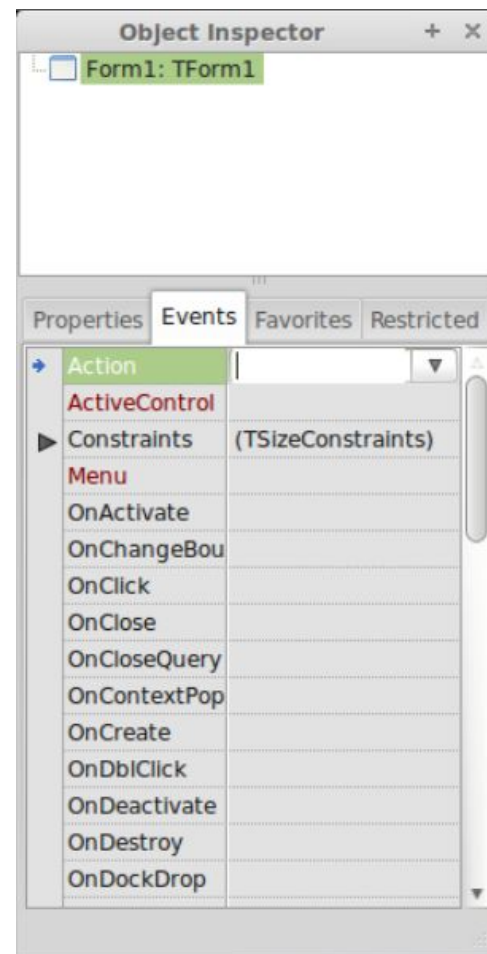 Object Inspector + ×
Form1: TForm1
Properties Events Favorites Restricted
Action
ActiveControl
Constraints (TSizeConstraints)
Menu
OnActivate
OnChangeBou
OnClick
OnClose
OnCloseQuery
OnContextPop
OnCreate
OnDblClick
OnDeactivate
OnDestroy
OnDockDrop